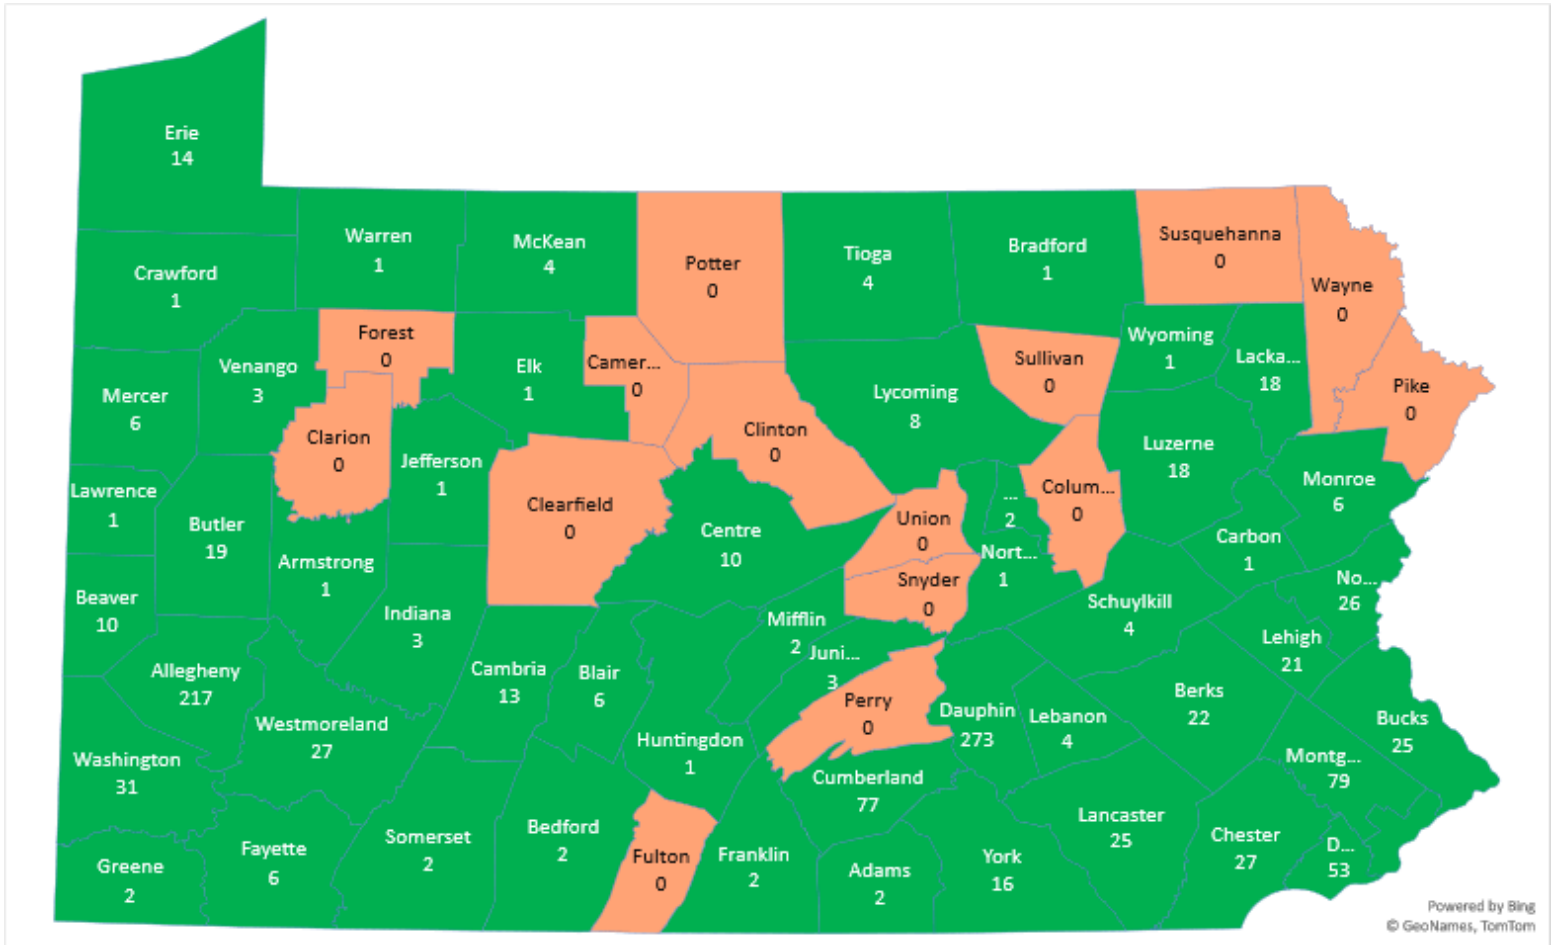 Erie
14
Warren
1
McKean
4
Potter
0
Tioga
4
Bradford
1
Susquehanna
0
Wayne
0
Crawford
1
Forest
0
Venango
3
Elk
1
Camer...
0
Sullivan
0
Wyoming
1
Lacka...
18
Pike
0
Mercer
6
Lycoming
8
Clarion
0
Clinton
0
Jefferson
1
Luzerne
18
Monroe
6
Lawrence
1
Butler
19
Clearfield
0
Centre
10
Union
0
...
2
Colum...
0
Carbon
1
Armstrong
1
Nort...
1
Snyder
0
Beaver
10
Indiana
3
Mifflin
2
Juni...
3
Schuylkill
4
No...
26
Lehigh
21
Allegheny
217
Cambria
13
Blair
6
Perry
0
Dauphin
273
Lebanon
4
Berks
22
Bucks
25
Westmoreland
27
Huntingdon
1
Montg...
79
Washington
31
Cumberland
77
Lancaster
25
Chester
27
D...
53
Greene
2
Fayette
6
Somerset
2
Bedford
2
Fulton
0
Franklin
2
Adams
2
York
16
Powered by Bing
© GeoNames, TomTom